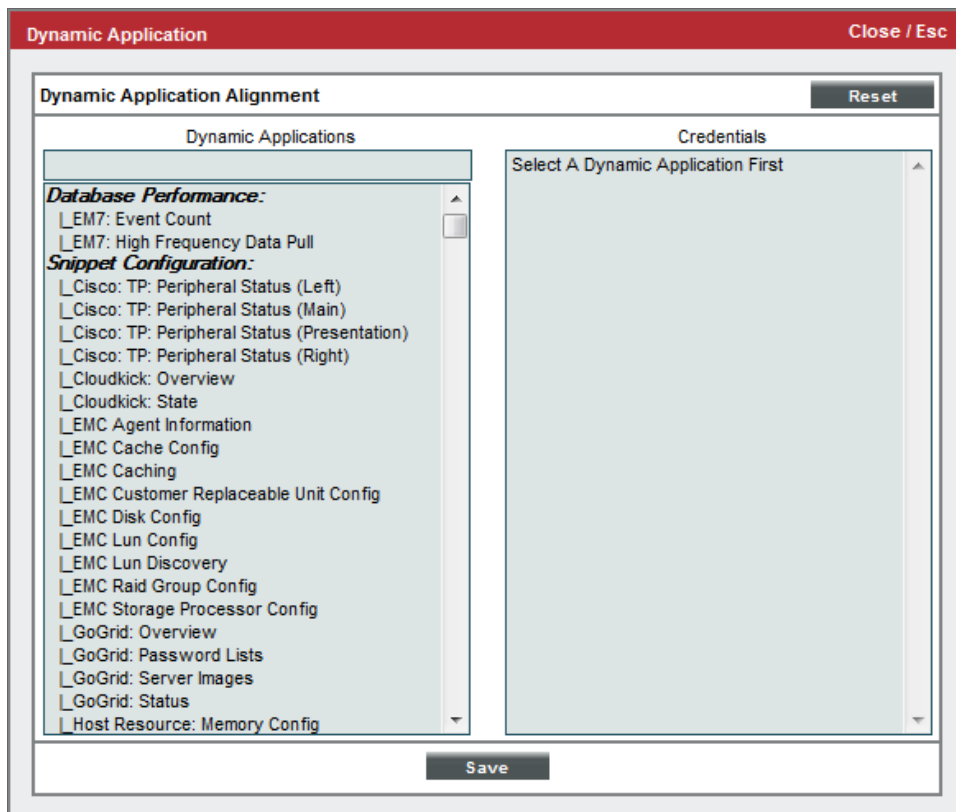 Dynamic Application
Close / Esc
Dynamic Application Alignment
Reset
Dynamic Applications
Database Performance:
|_EM7: Event Count
|_EM7: High Frequency Data Pull
Snippet Configuration:
|_Cisco: TP: Peripheral Status (Left)
|_Cisco: TP: Peripheral Status (Main)
|_Cisco: TP: Peripheral Status (Presentation)
|_Cisco: TP: Peripheral Status (Right)
|_Cloudkick: Overview
|_Cloudkick: State
|_EMC Agent Information
|_EMC Cache Config
|_EMC Caching
|_EMC Customer Replaceable Unit Config
|_EMC Disk Config
|_EMC Lun Config
|_EMC Lun Discovery
|_EMC Raid Group Config
|_EMC Storage Processor Config
|_GoGrid: Overview
|_GoGrid: Password Lists
|_GoGrid: Server Images
|_GoGrid: Status
|_Host Resource: Memory Config
Credentials
Select A Dynamic Application First
Save